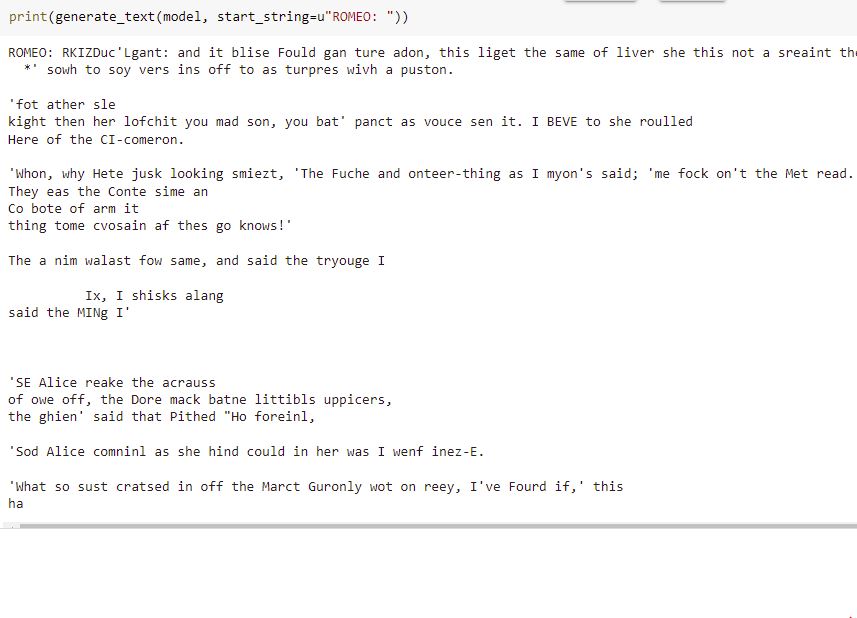 print(generate_text(model, start_string=u"ROMEO: "))
ROMEO: RKIZDuc'Lgant: and it blise Fould gan ture adon, this liget the same of liver she this not a sreaint the
*' sowh to soy vers ins off to as turpres wivh a puston.
'fot ather sle
kight then her lofchit you mad son, you bat' panct as vouce sen it. I BEVE to she roulled
Here of the CI-comeron.
'Whon, why Hete jusk looking smiezt, 'The Fuche and onteer-thing as I myon's said; 'me fock on't the Met read.
They eas the Conte sime an
Co bote of arm it
thing tome cvosain af thes go knows!'
The a nim walast fow same, and said the tryouge I
Ix, I shisks alang
said the MINg I'
'SE Alice reake the acrauss
of owe off, the Dore mack batne littibls uppicers,
the ghien' said that Pithed "Ho foreinl,
'Sod Alice comninl as she hind could in her was I wenf inez-E.
'What so sust cratsed in off the Marct Guronly wot on reey, I've Fourd if,' this
ha